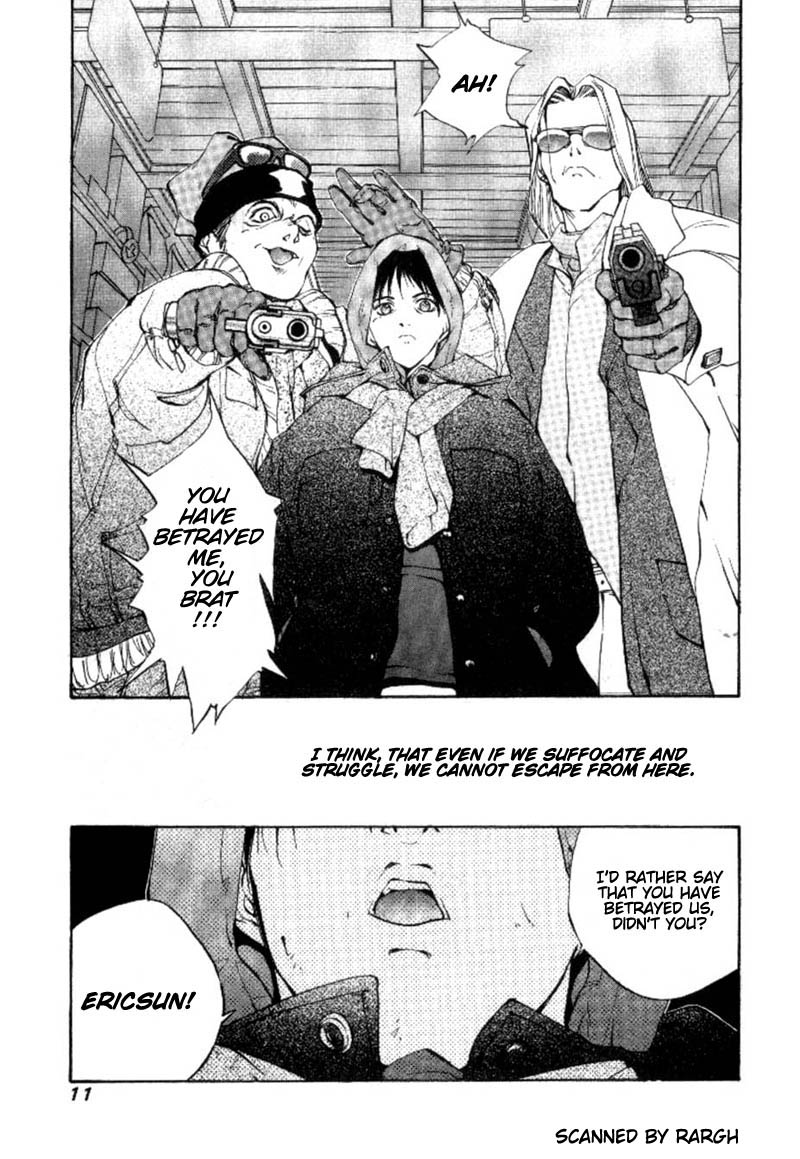 AH!
YOU
HAVE
BETRAYED
ME,
YOU
BRAT
!!!
I THINK, THAT EVEN IF WE SUFFOCATE AND
STRUGGLE, WE CANNOT ESCAPE FROM HERE.
I'D RATHER SAY
THAT YOU HAVE
BETRAYED US,
DIDN'T YOU?
ERICSUN!
11
SCANNED BY RARGH